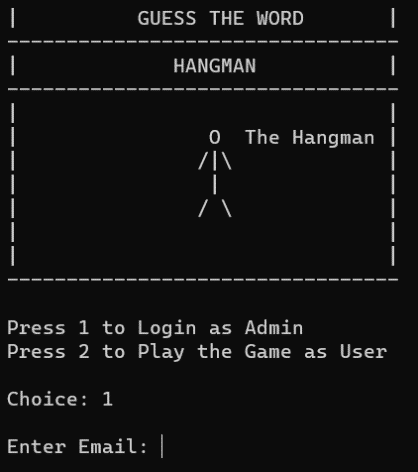 GUESS THE WORD
HANGMAN
O The Hangman
/|\
|
/ \
Press 1 to Login as Admin
Press 2 to Play the Game as User
Choice: 1
Enter Email: